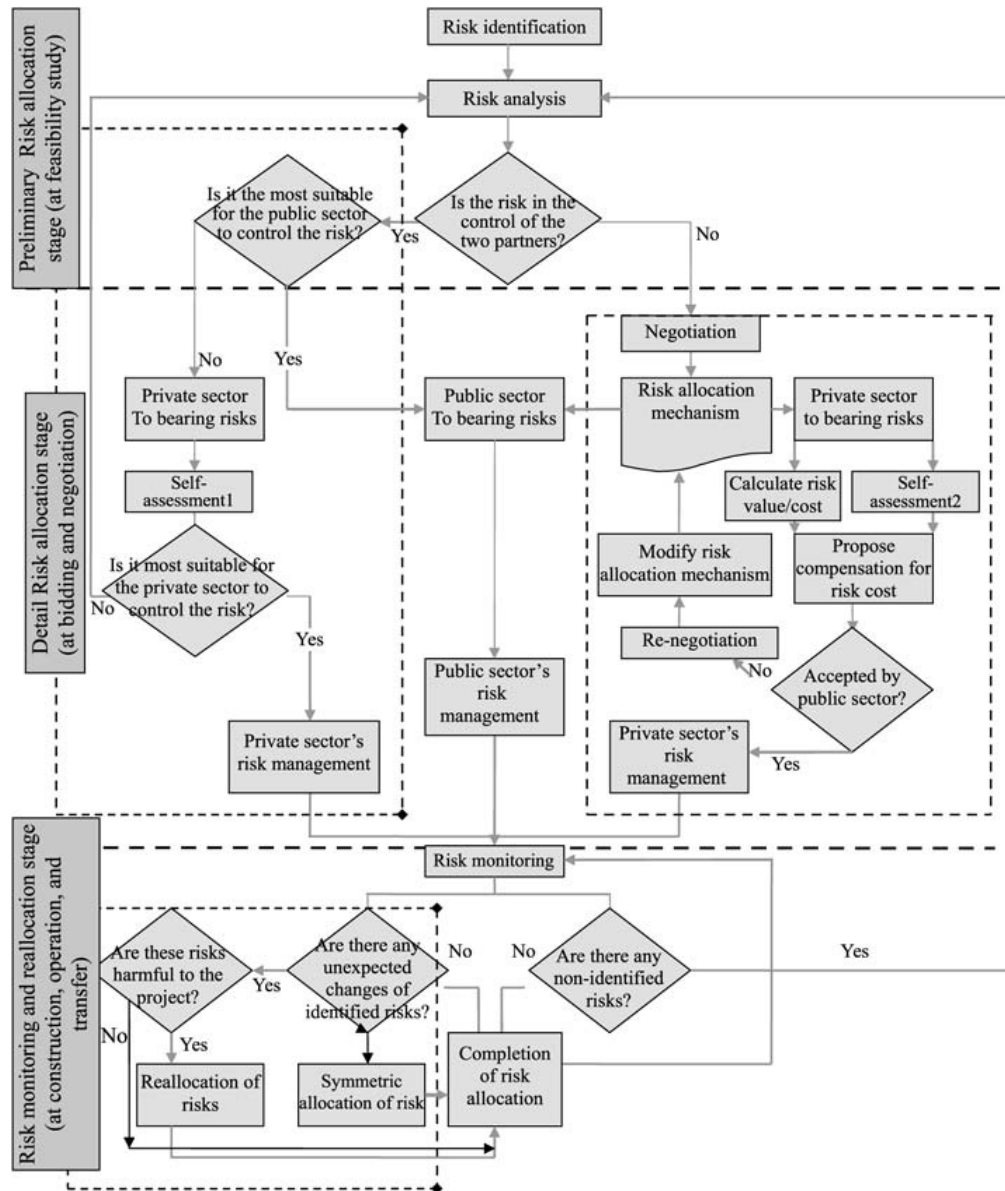 Preliminary Risk allocation
stage (at feasibility study)
Risk identification
Risk analysis
Is it the most suitable
for the public sector
to control the risk?
Yes
Is the risk in the
control of the
two partners?
No
Detail Risk allocation stage
(at bidding and negotiation)
No
Yes
Private sector
To bearing risks
Self-
assessment1
Is it most suitable for
the private sector to
control the risk?
No
Yes
Private sector's
risk management
Public sector
To bearing risks
Public sector's
risk
management
Negotiation
Risk allocation
mechanism
Private sector
to bearing risks
Calculate risk
value/cost
Self-
assessment2
Modify risk
allocation mechanism
Propose
compensation for
risk cost
Re-negotiation
No
Accepted by
public sector?
Yes
Private sector's
risk
management
Risk monitoring and reallocation stage
(at construction, operation, and
transfer)
Risk monitoring
Are these risks
harmful to the
project?
Yes
Are there any
unexpected
changes of
identified risks?
No
No
Are there any
non-identified
risks?
Yes
No
Yes
Reallocation of
risks
Symmetric
allocation of risk
Completion
of risk
allocation